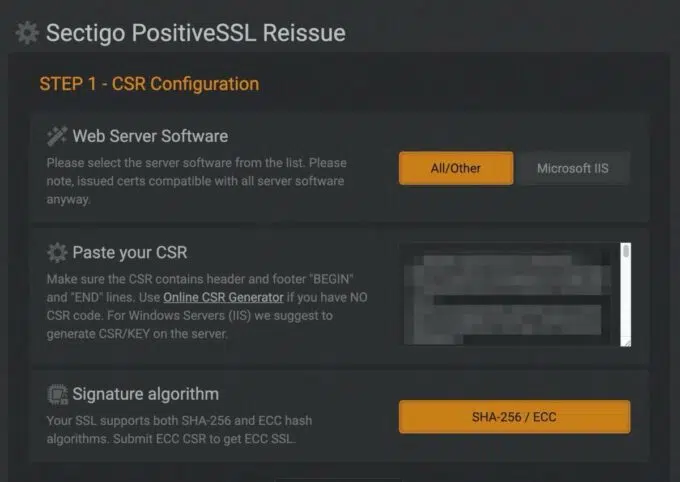 Sectigo PositiveSSL Reissue
STEP 1 - CSR Configuration
Web Server Software
Please select the server software from the list. Please
note, issued certs compatible with all server software
anyway.
All/Other
Microsoft IIS
Paste your CSR
Make sure the CSR contains header and footer "BEGIN"
and "END" lines. Use Online CSR Generator if you have NO
CSR code. For Windows Servers (IIS) we suggest to
generate CSR/KEY on the server.
Signature algorithm
Your SSL supports both SHA-256 and ECC hash
algorithms. Submit ECC CSR to get ECC SSL.
SHA-256 / ECC